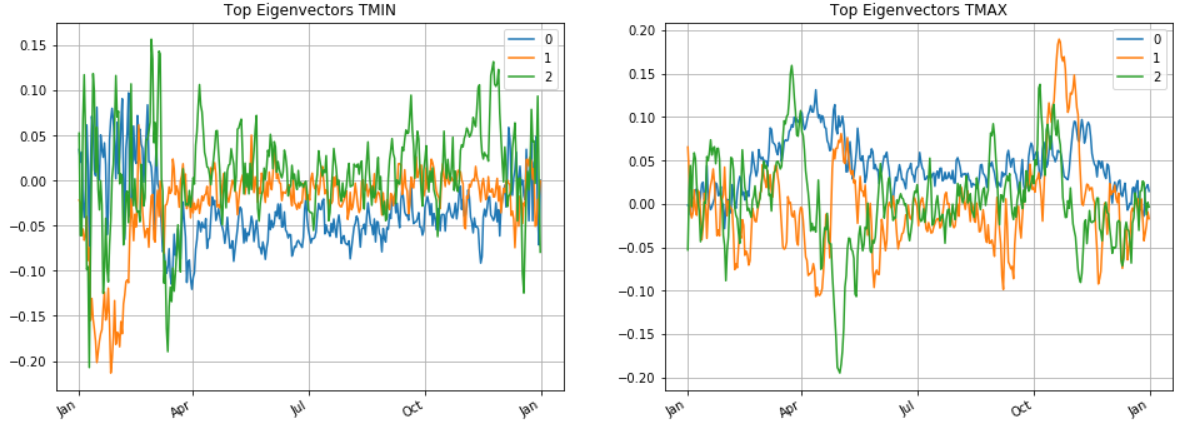 Top Eigenvectors TMIN
0
1
2
0.15
0.10
0.05
0.00
−0.05
−0.10
−0.15
−0.20
Jan
Apr
Jul
Oct
Jan
Top Eigenvectors TMAX
0
1
2
0.20
0.15
0.10
0.05
0.00
−0.05
−0.10
−0.15
−0.20
Jan
Apr
Jul
Oct
Jan